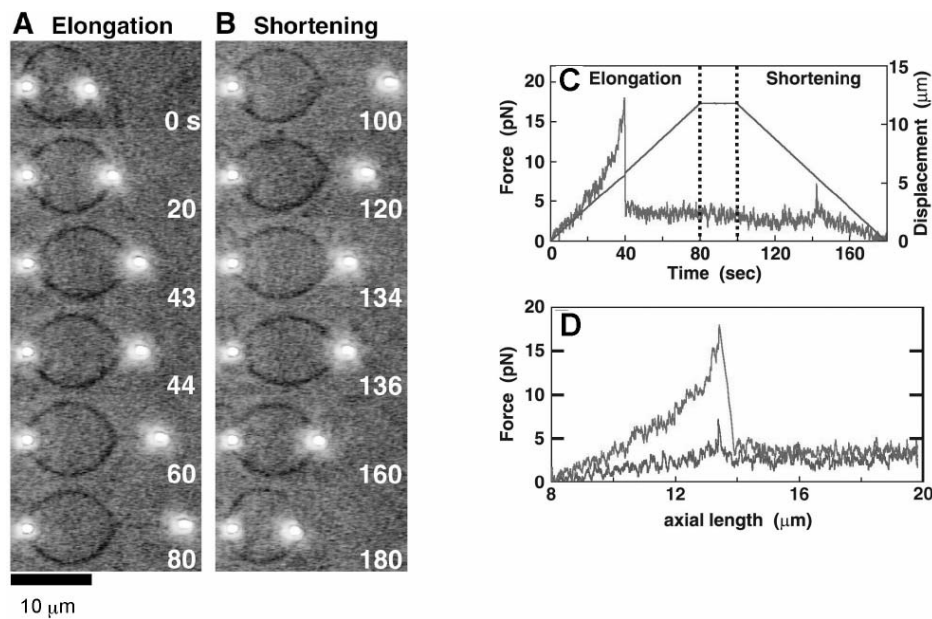 A Elongation
B Shortening
0 s
20
43
44
60
80
10 μm
100
120
134
136
160
180
C
Elongation
Shortening
Force (pN)
20
15
10
5
0
Displacement (μm)
15
10
5
0
0 40 80 120 160
Time (sec)
D
Force (pN)
20
15
10
5
0
8 12 16 20
axial length (μm)